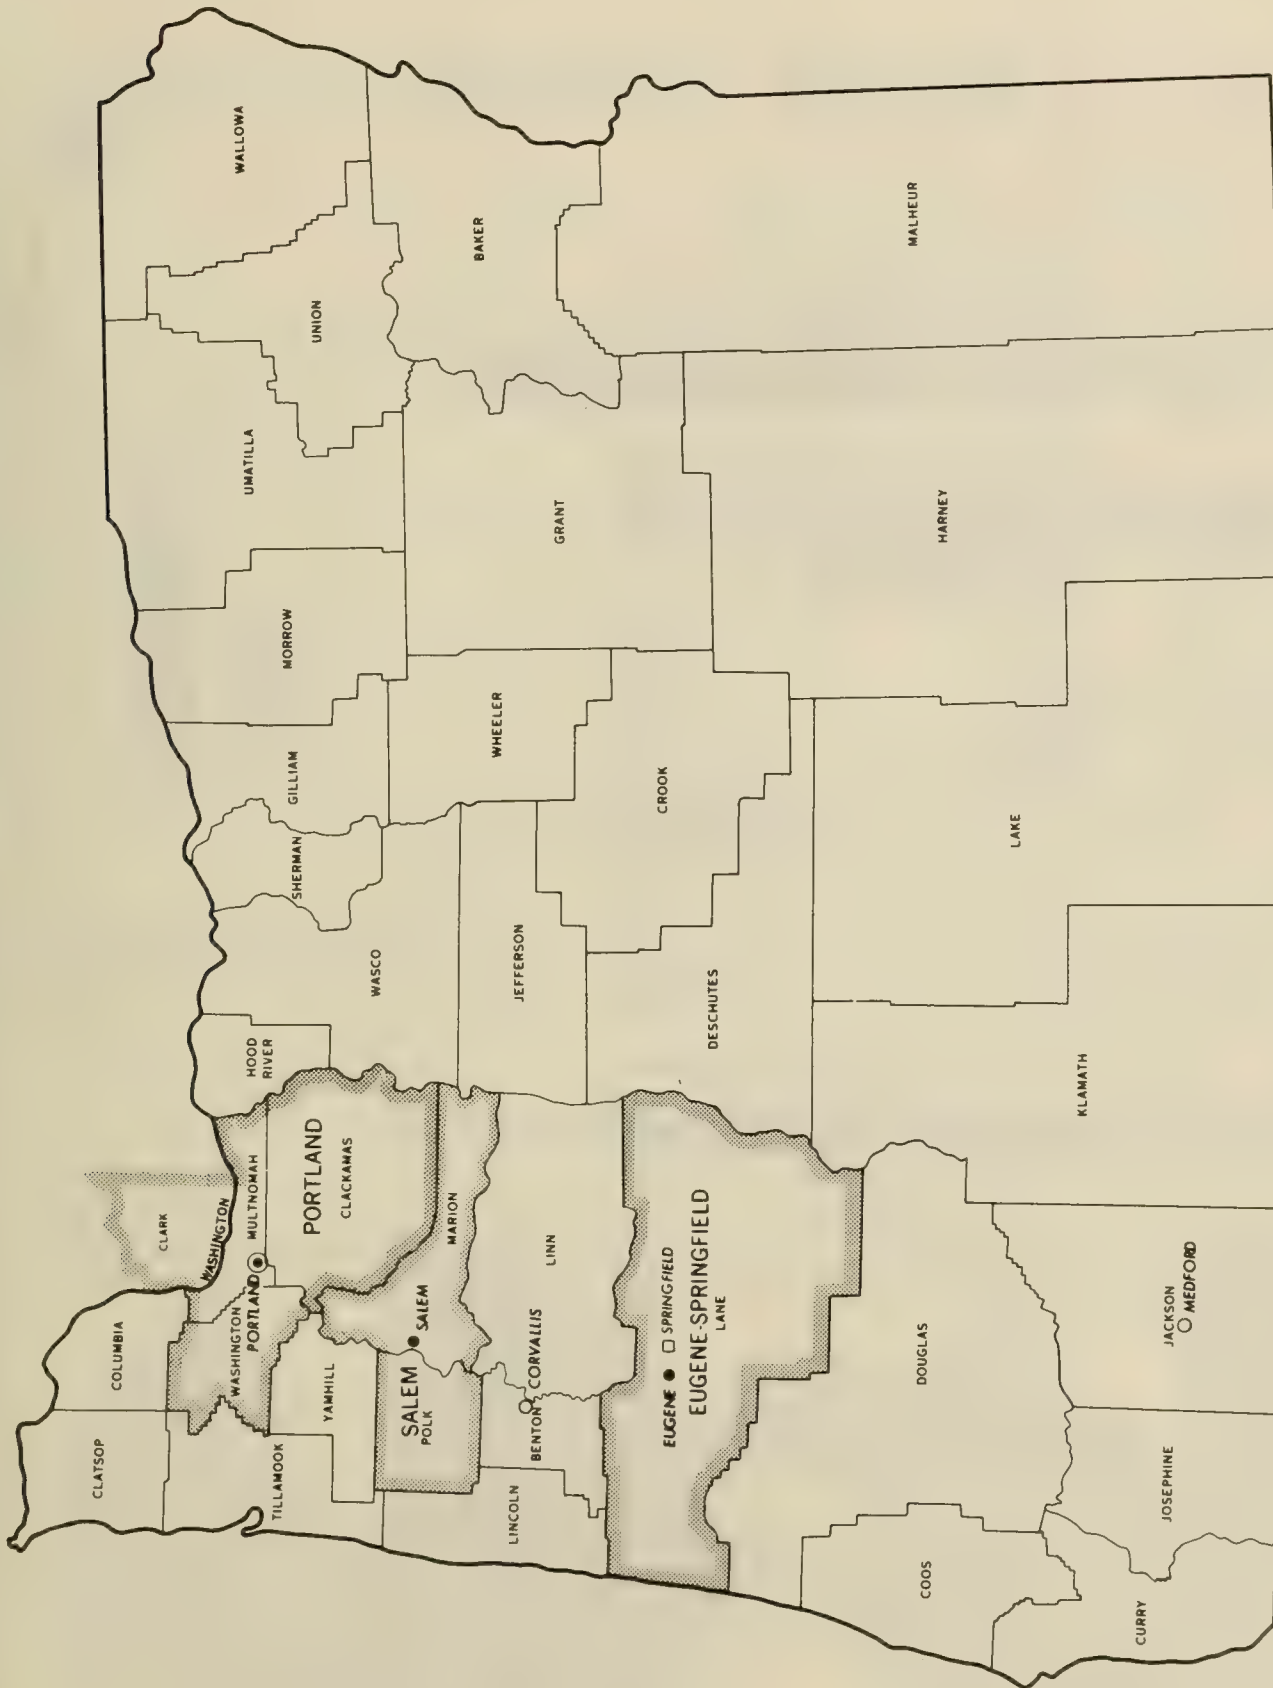 CLATSOP
COLUMBIA
CLARK
WASHINGTON
TILLAMOOK
WASHINGTON
PORTLAND
MULTNOMAH
HOOD
RIVER
WASCO
SHERMAN
GILLIAM
MORROW
UMATILLA
UNION
WALLOWA
YAMHILL
PORTLAND
CLACKAMAS
SALEM
POLK
SALEM
MARION
LINCOLN
BENTON
CORVALLIS
LINN
JEFFERSON
WHEELER
GRANT
BAKER
EUGENE
SPRINGFIELD
EUGENE-SPRINGFIELD
LANE
DESCHUTES
CROOK
COOS
DOUGLAS
KLAMATH
LAKE
HARNEY
MALHEUR
CURRY
JOSEPHINE
JACKSON
MEDFORD